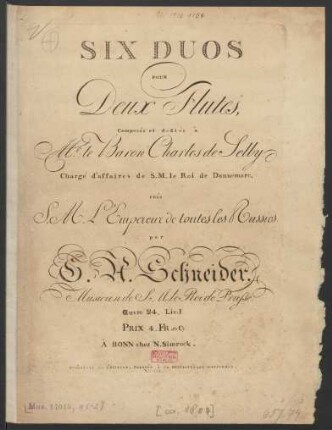 SIX DUOS
POUR
Deux Flutes,
Composés et dédiés à
Mr. le Baron Charles de Selby
Chargé d'affaires de S. M. le Roi de Dannemarc,
près
S. M. L'Empereur de toutes les Russies
par
G. A. Schneider,
Musicien de S. M. le Roi de Prusse
Œuvre 24. Liv. I
PRIX 4. FR.
À BONN chez N. Simrock.